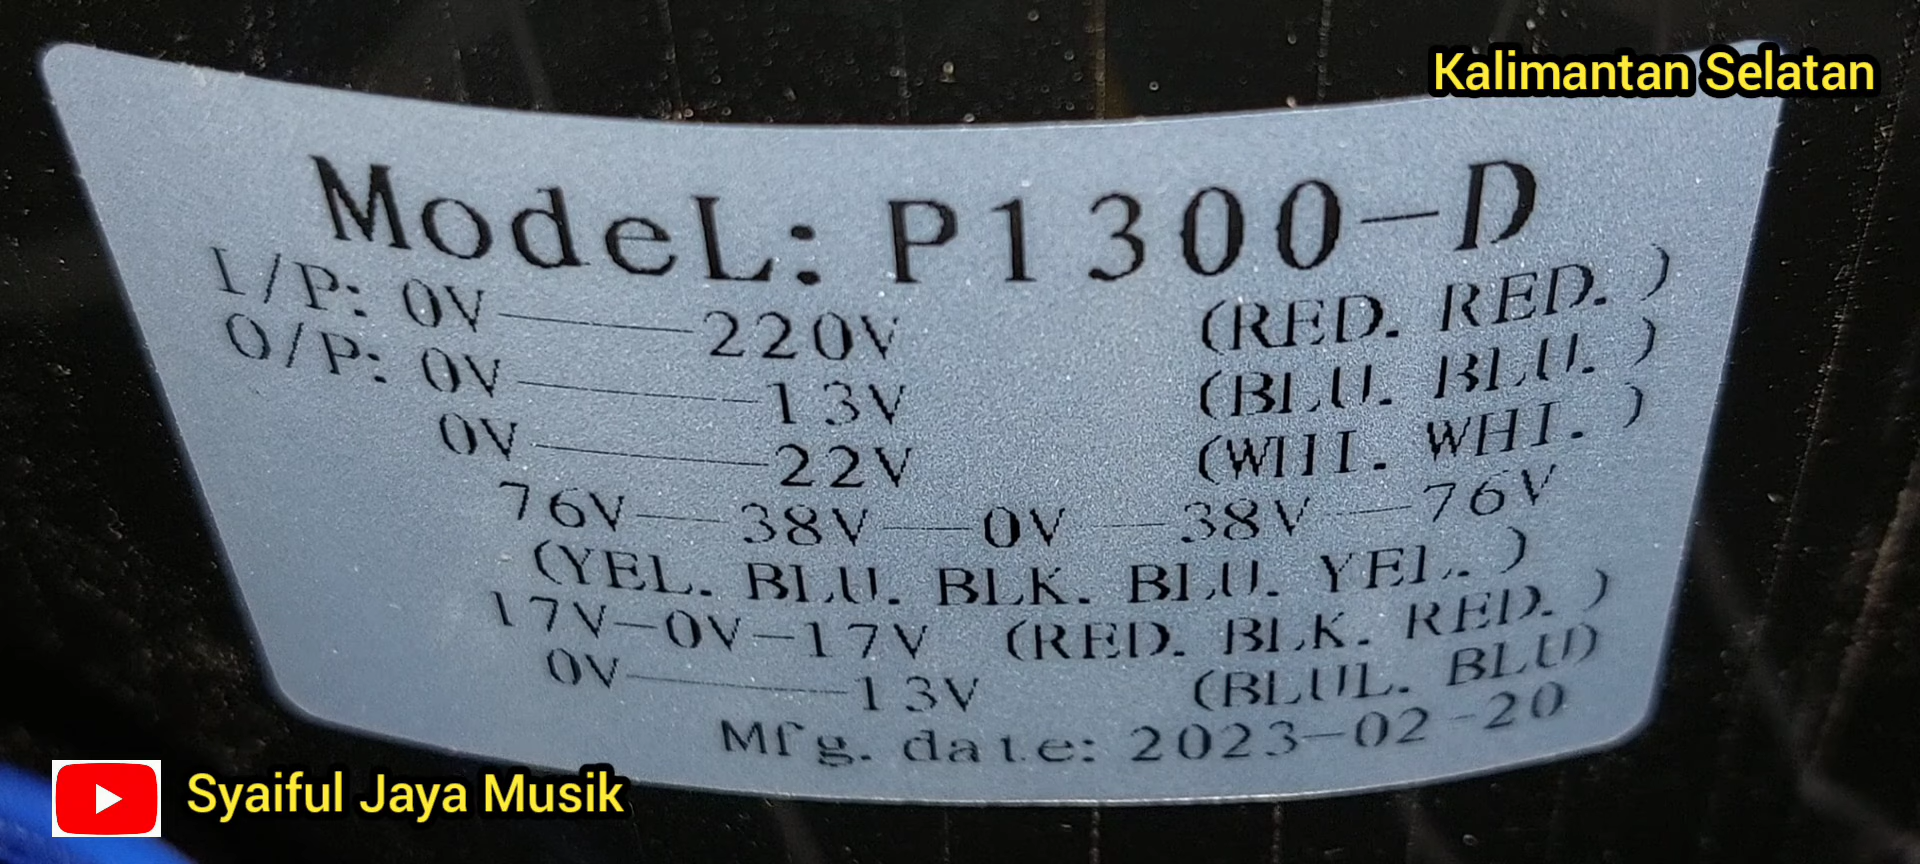 Kalimantan Selatan
ModeL: P1300-D
I/P: 0V———220V (RED. RED.)
O/P: 0V———13V (BLU. BLU.)
0V———22V (WHI. WHI.)
76V—38V—0V—38V—76V
(YEL. BLU. BLK. BLU. YEL.)
17V-0V-17V (RED. BLK. RED.)
0V———13V (BLUL. BLU)
Mfg. date: 2023-02-20
Syaiful Jaya Musik